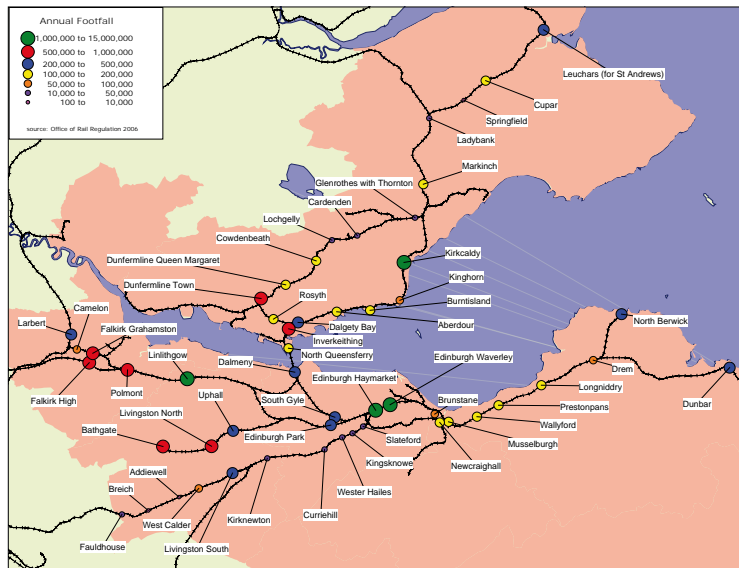 Annual Footfall
1,000,000 to 15,000,000
500,000 to 1,000,000
200,000 to 500,000
100,000 to 200,000
50,000 to 100,000
10,000 to 50,000
100 to 10,000
source: Office of Rail Regulation 2006
Leuchars (for St Andrews)
Cupar
Springfield
Ladybank
Markinch
Glenrothes with Thornton
Cardenden
Lochgelly
Cowdenbeath
Dunfermline Queen Margaret
Kirkcaldy
Dunfermline Town
Kinghorn
Rosyth
Burntisland
Camelon
Larbert
North Berwick
Dalgety Bay
Aberdour
Falkirk Grahamston
Inverkeithing
Linlithgow
North Queensferry
Edinburgh Waverley
Dalmeny
Drem
Edinburgh Haymarket
Longniddry
Polmont
Falkirk High
Uphall
South Gyle
Brunstane
Dunbar
Prestonpans
Livingston North
Wallyford
Bathgate
Edinburgh Park
Slateford
Musselburgh
Kingsknowe
Newcraighall
Addiewell
Wester Hailes
Breich
Curriehill
West Calder
Kirknewton
Fauldhouse
Livingston South